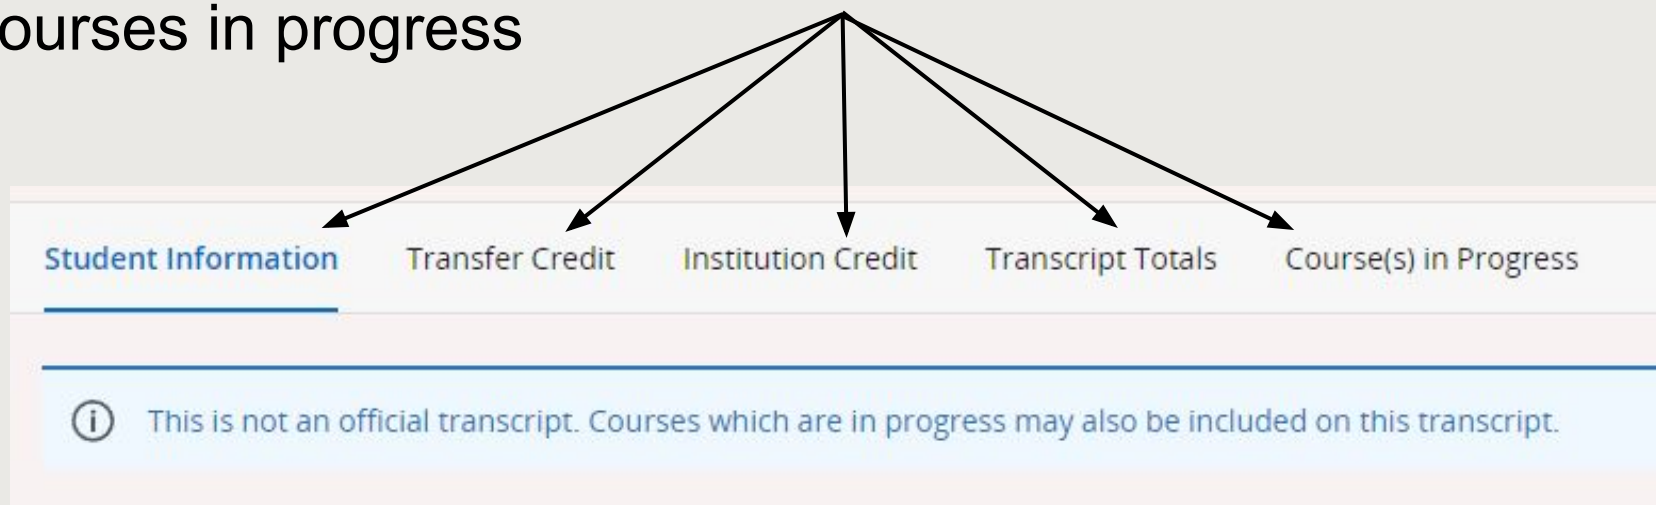 ourses in progress
Student Information Transfer Credit Institution Credit Transcript Totals Course(s) in Progress
This is not an official transcript. Courses which are in progress may also be included on this transcript.